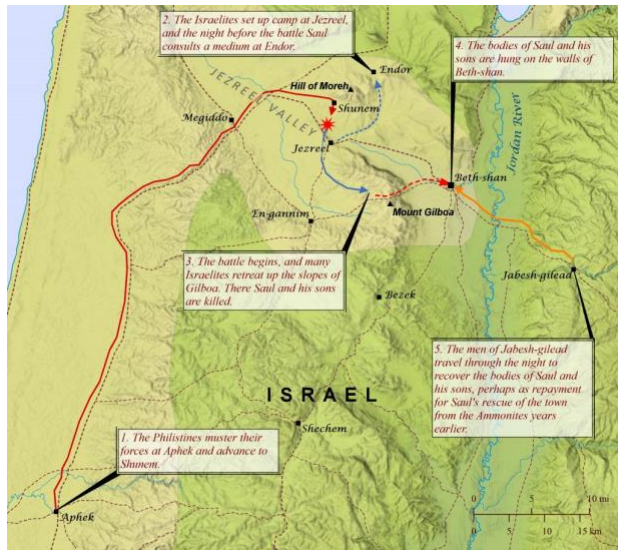 2. The Israelites set up camp at Jezreel,
and the night before the battle Saul
consults a medium at Endor.
4. The bodies of Saul and his
sons are hung on the walls of
Beth-shan.
Endor
Hill of Moreh
Shunem
JEZREEL VALLEY
Megiddo
Jezreel
Jordan River
Beth-shan
Mount Gilboa
En-gannim
3. The battle begins, and many
Israelites retreat up the slopes of
Gilboa. There Saul and his sons
are killed.
Jabesh-gilead
Bezek
5. The men of Jabesh-gilead
travel through the night to
recover the bodies of Saul and
his sons, perhaps as repayment
for Saul's rescue of the town
from the Ammonites years
earlier.
ISRAEL
Shechem
1. The Philistines muster their
forces at Aphek and advance to
Shunem.
Aphek
0 5 10 mi
0 5 10 15 km